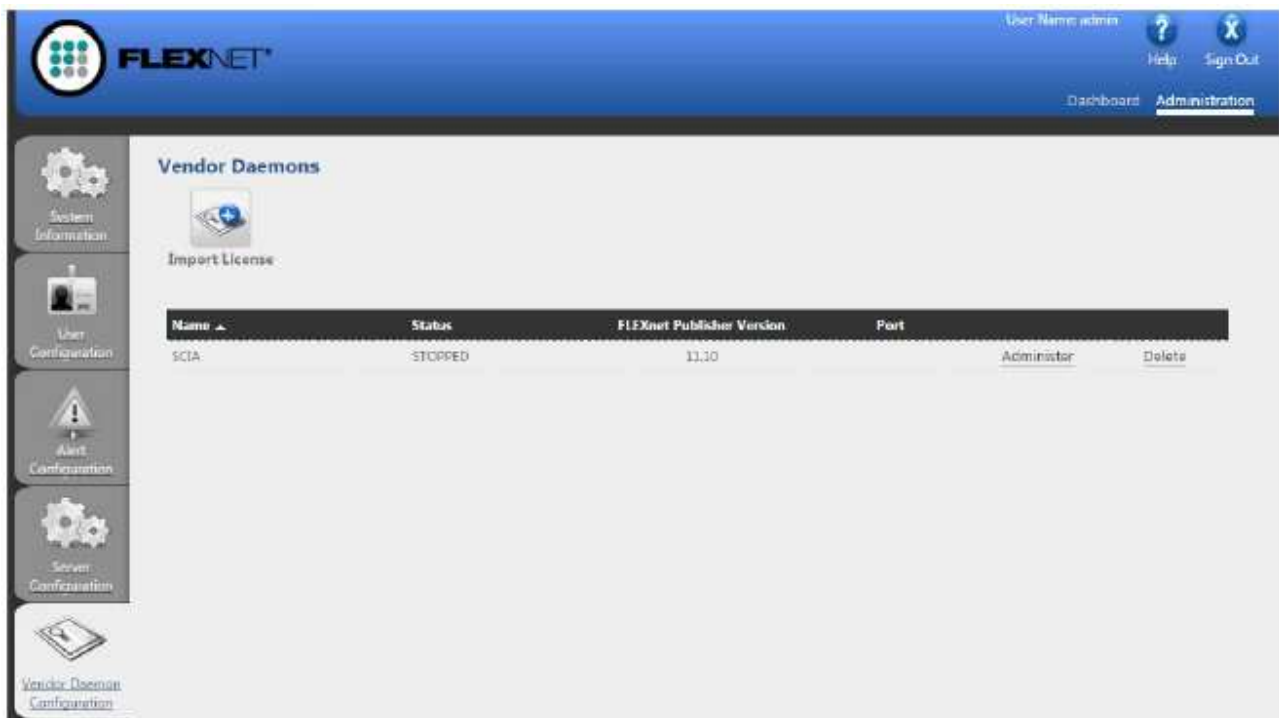 User Name: admin
FLEXNET®
?
X
Help
Sign Out
Dashboard
Administration
System
Information
User
Configuration
Alert
Configuration
Server
Configuration
Vendor Daemon
Configuration
Vendor Daemons
Import License
Name Status FLEXnet Publisher Version Port
SCIA STOPPED 11.10 Administer Delete